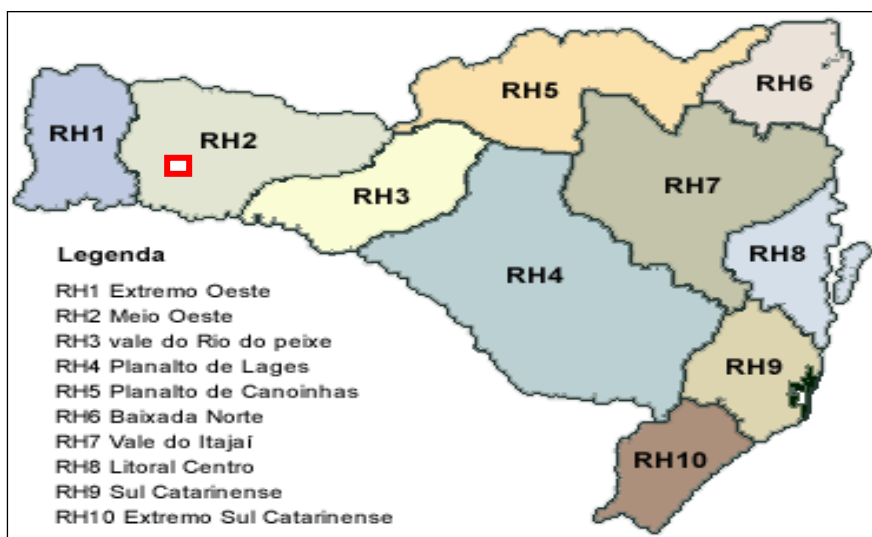 RH5
RH6
RH1
RH2
RH7
RH3
RH8
RH4
RH9
RH10
Legenda
RH1 Extremo Oeste
RH2 Meio Oeste
RH3 vale do Rio do peixe
RH4 Planalto de Lages
RH5 Planalto de Canoinhas
RH6 Baixada Norte
RH7 Vale do Itajaí
RH8 Litoral Centro
RH9 Sul Catarinense
RH10 Extremo Sul Catarinense